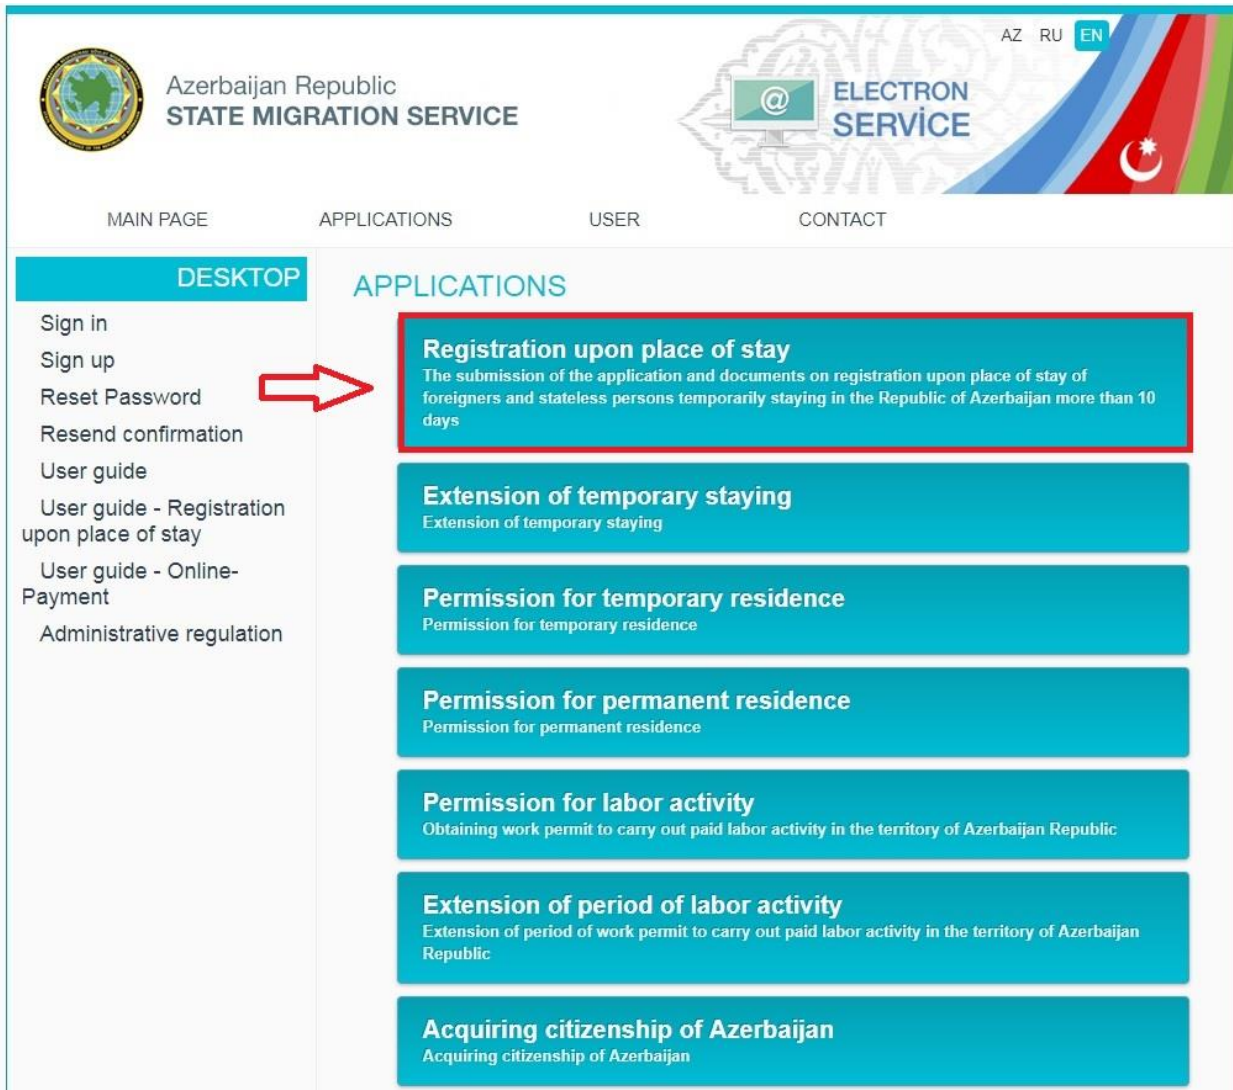 AZ RU EN
Azerbaijan Republic
STATE MIGRATION SERVICE
@
ELECTRON
SERVİCE
MAIN PAGE APPLICATIONS USER CONTACT
DESKTOP
Sign in
Sign up
Reset Password
Resend confirmation
User guide
User guide - Registration
upon place of stay
User guide - Online-
Payment
Administrative regulation
APPLICATIONS
Registration upon place of stay
The submission of the application and documents on registration upon place of stay of
foreigners and stateless persons temporarily staying in the Republic of Azerbaijan more than 10
days
Extension of temporary staying
Extension of temporary staying
Permission for temporary residence
Permission for temporary residence
Permission for permanent residence
Permission for permanent residence
Permission for labor activity
Obtaining work permit to carry out paid labor activity in the territory of Azerbaijan Republic
Extension of period of labor activity
Extension of period of work permit to carry out paid labor activity in the territory of Azerbaijan
Republic
Acquiring citizenship of Azerbaijan
Acquiring citizenship of Azerbaijan